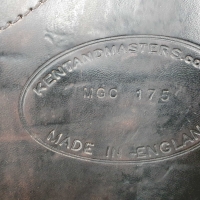 KENTANDMASTERS.CO
MGC 175
MADE IN ENGLAND